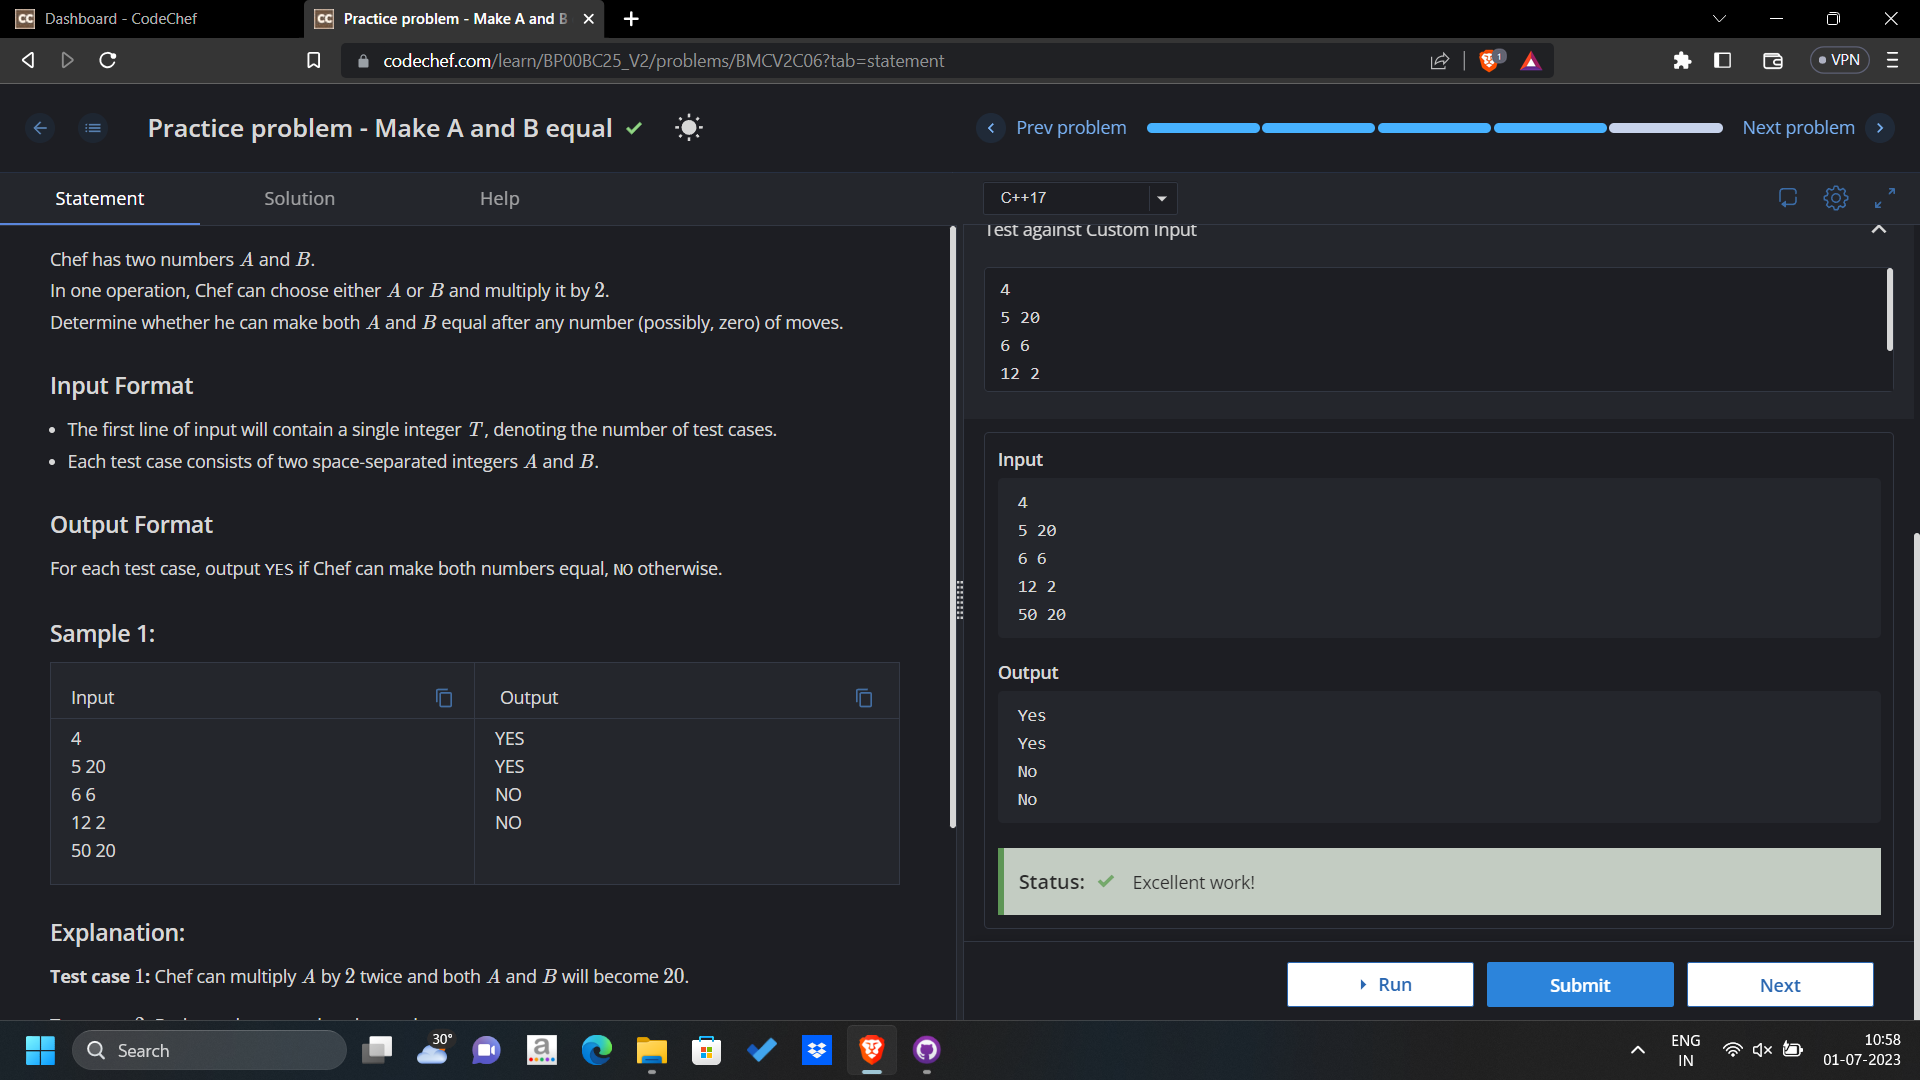 Dashboard - CodeChef
Practice problem - Make A and B
codechef.com/learn/BP00BC25_V2/problems/BMCV2C06?tab=statement
1
VPN
Practice problem - Make A and B equal
Prev problem
Next problem
Statement
Solution
Help
C++17
Chef has two numbers A and B.
In one operation, Chef can choose either A or B and multiply it by 2.
Determine whether he can make both A and B equal after any number (possibly, zero) of moves.
Input Format
• The first line of input will contain a single integer T, denoting the number of test cases.
• Each test case consists of two space-separated integers A and B.
Output Format
For each test case, output YES if Chef can make both numbers equal, NO otherwise.
Sample 1:
Input
Output
4
5 20
6 6
12 2
50 20
YES
YES
NO
NO
Explanation:
Test case 1: Chef can multiply A by 2 twice and both A and B will become 20.
Test against Custom Input
4
5 20
6 6
12 2
Input
4
5 20
6 6
12 2
50 20
Output
Yes
Yes
No
No
Status: Excellent work!
Run
Submit
Next
Search
30°
ENG
IN
10:58
01-07-2023